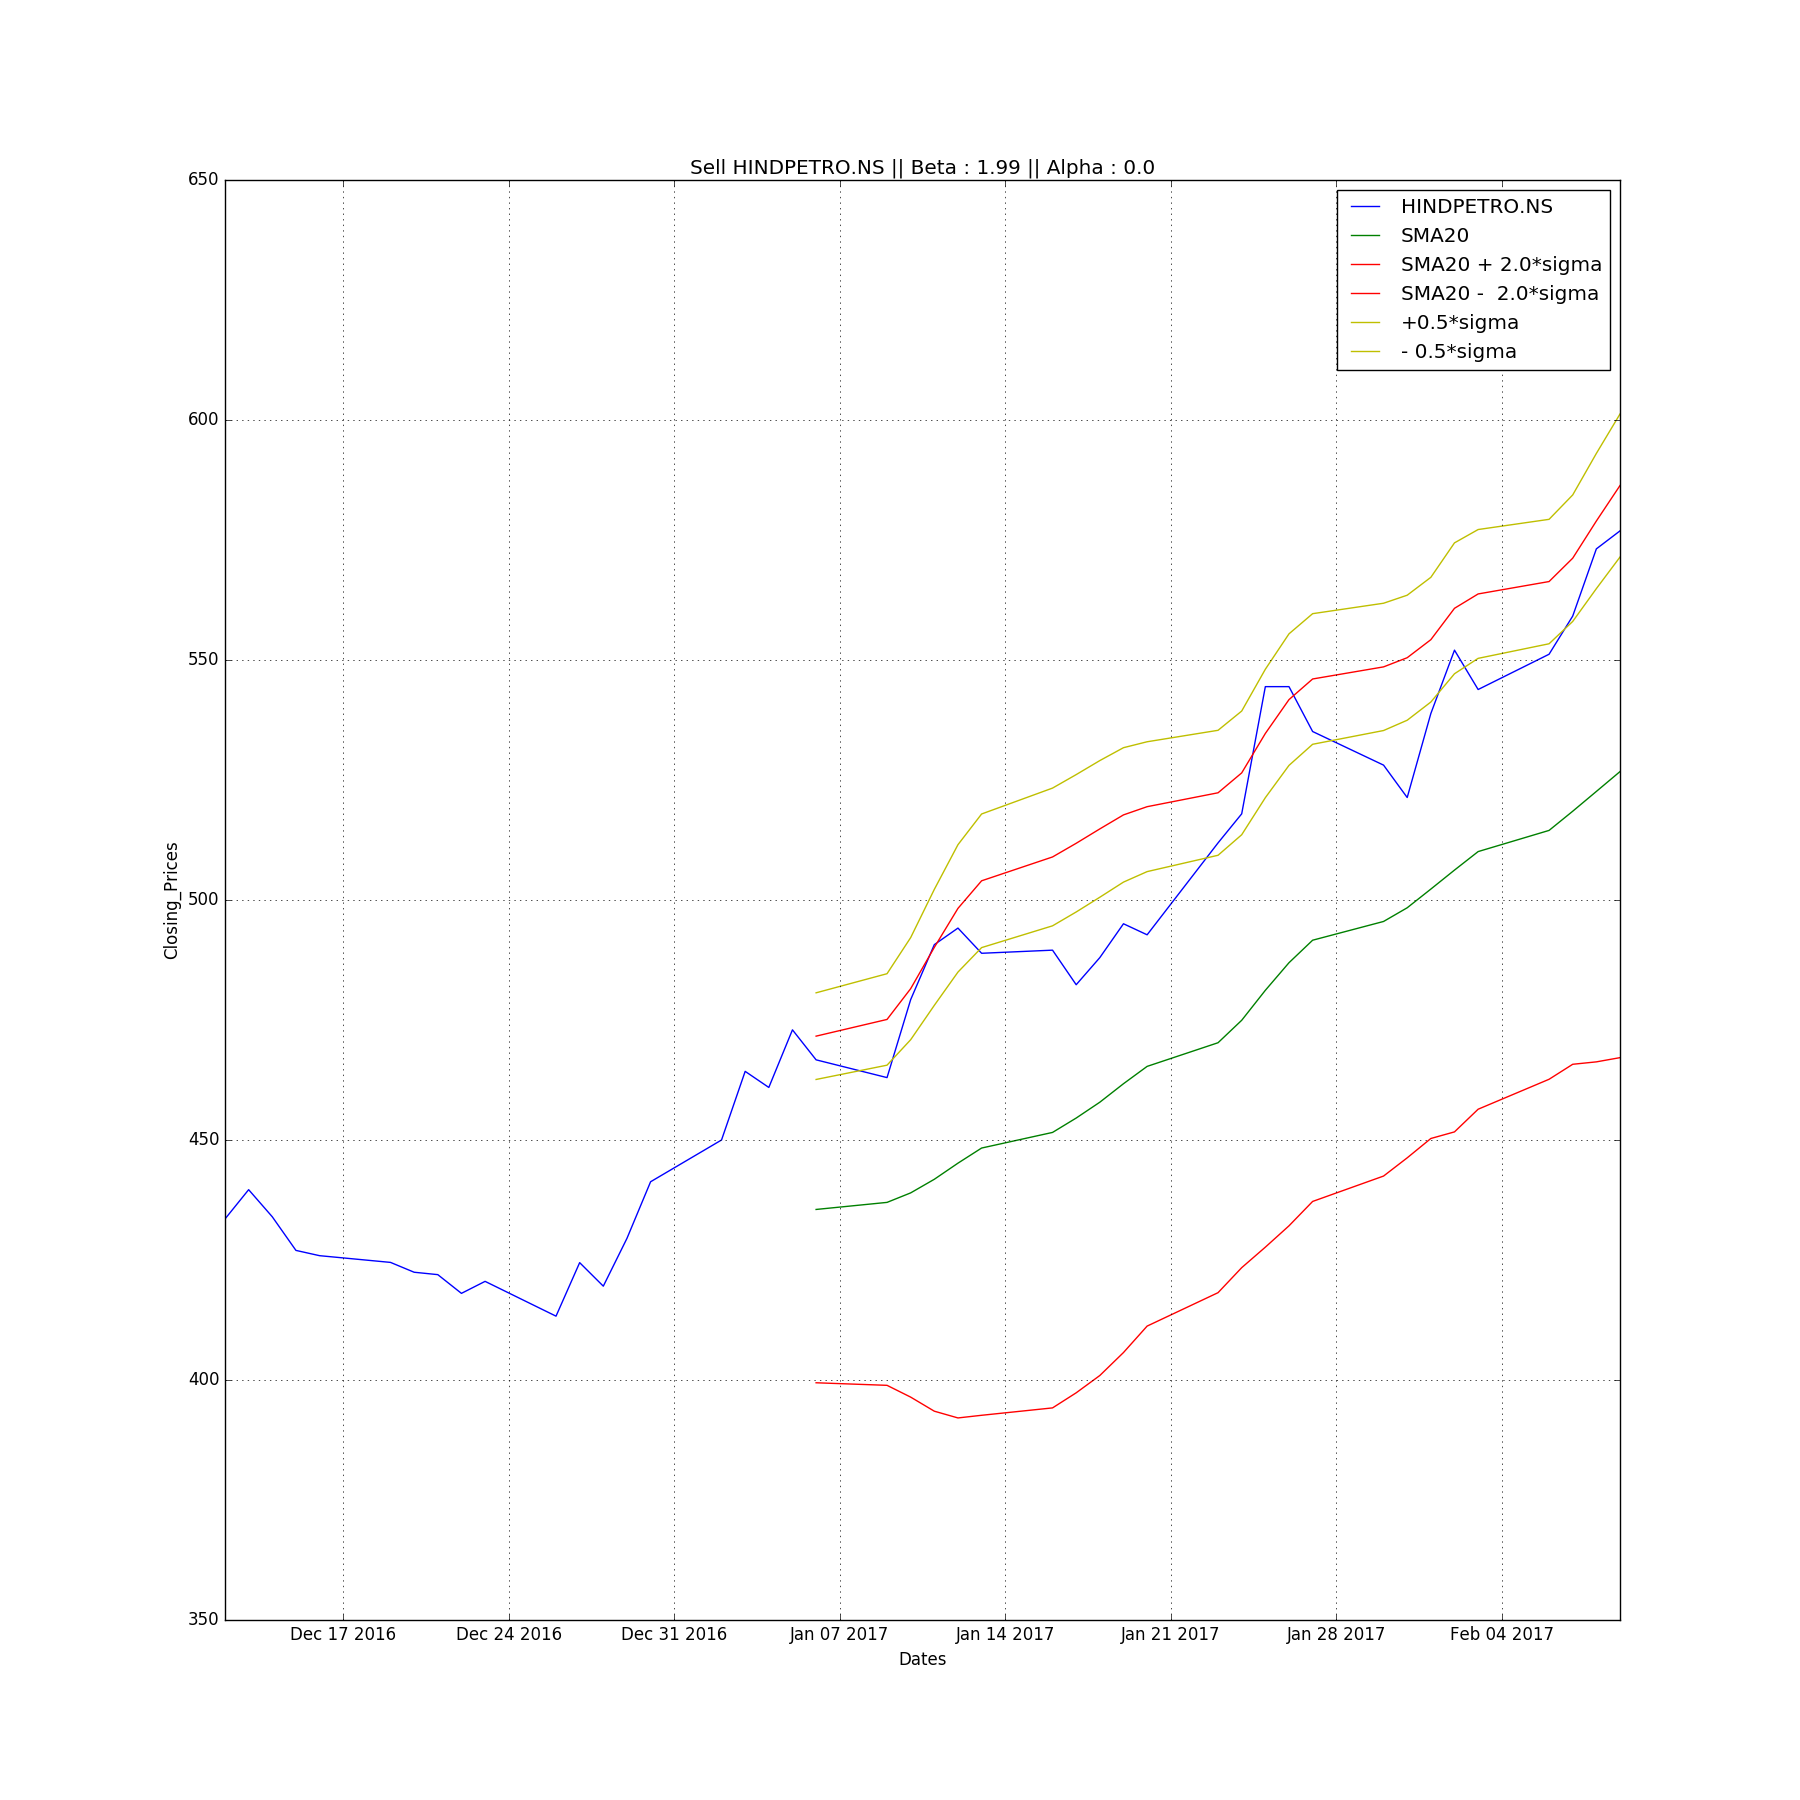 Sell HINDPETRO.NS || Beta : 1.99 || Alpha : 0.0
650
600
550
500
450
400
350
Closing_Prices
HINDPETRO.NS
SMA20
SMA20 + 2.0*sigma
SMA20 -  2.0*sigma
+0.5*sigma
- 0.5*sigma
Dec 17 2016
Dec 24 2016
Dec 31 2016
Jan 07 2017
Jan 14 2017
Jan 21 2017
Jan 28 2017
Feb 04 2017
Dates